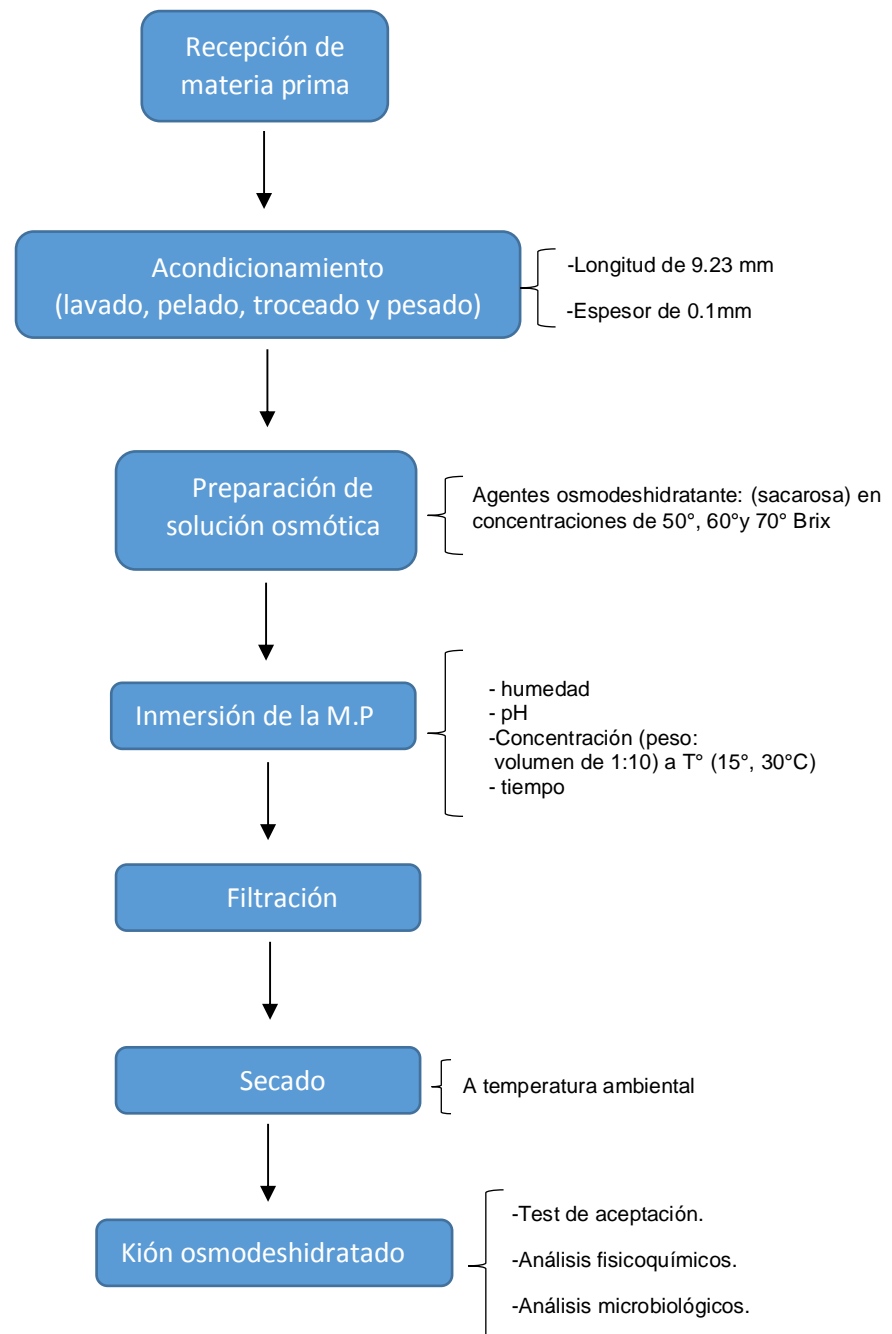 Recepción de
materia prima
Acondicionamiento
(lavado, pelado, troceado y pesado)
-Longitud de 9.23 mm
-Espesor de 0.1mm
Preparación de
solución osmótica
Agentes osmodeshidratante: (sacarosa) en
concentraciones de 50°, 60°y 70° Brix
Inmersión de la M.P
- humedad
- pH
-Concentración (peso:
volumen de 1:10) a T° (15°, 30°C)
- tiempo
Filtración
Secado
A temperatura ambiental
Kión osmodeshidratado
-Test de aceptación.
-Análisis fisicoquímicos.
-Análisis microbiológicos.